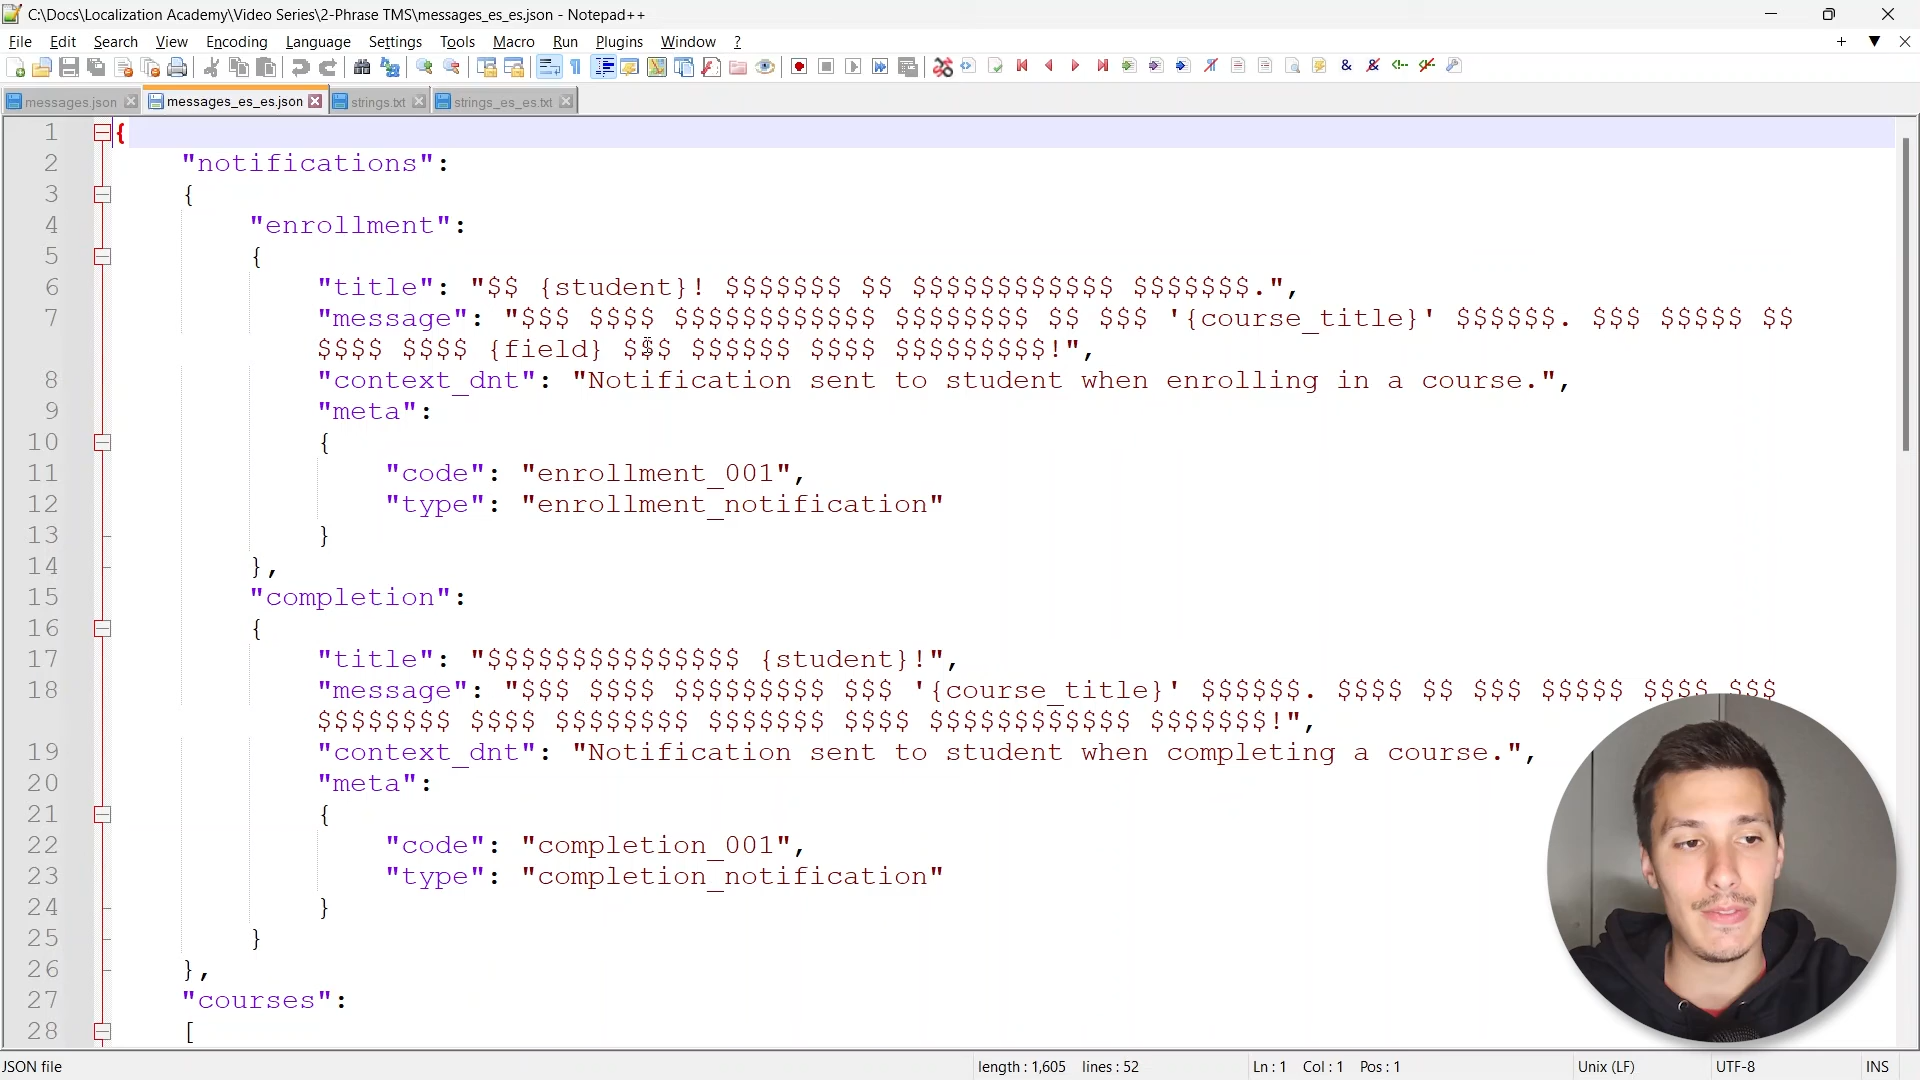 C:\Docs\Localization Academy\Video Series\2-Phrase TMS\messages_es_es.json - Notepad++
File Edit Search View Encoding Language Settings Tools Macro Run Plugins Window ?
messages.json messages_es_es.json strings.txt strings_es_es.txt
1 {
2 "notifications":
3 {
4 "enrollment":
5 {
6 "title": "$$ {student}! $$$$$$$ $$ $$$$$$$$$$$$ $$$$$$$.",
7 "message": "$$$ $$$$ $$$$$$$$$$$$ $$$$$$$$ $$ $$$ '{course_title}' $$$$$$. $$$ $$$$$ $$
$$$$ $$$$ {field} $$$ $$$$$$ $$$$ $$$$$$$$$!",
8 "context_dnt": "Notification sent to student when enrolling in a course.",
9 "meta":
10 {
11 "code": "enrollment_001",
12 "type": "enrollment_notification"
13 }
14 },
15 "completion":
16 {
17 "title": "$$$$$$$$$$$$$$$ {student}!",
18 "message": "$$$ $$$$ $$$$$$$$$ $$$ '{course_title}' $$$$$$. $$$$ $$ $$$ $$$$$ $$$$ $$$
$$$$$$$$ $$$$ $$$$$$$$ $$$$$$$ $$$$ $$$$$$$$$$$$ $$$$$$$!",
19 "context_dnt": "Notification sent to student when completing a course.",
20 "meta":
21 {
22 "code": "completion_001",
23 "type": "completion_notification"
24 }
25 }
26 },
27 "courses":
28 [
JSON file length : 1,605 lines : 52 Ln : 1 Col : 1 Pos : 1 Unix (LF) UTF-8 INS